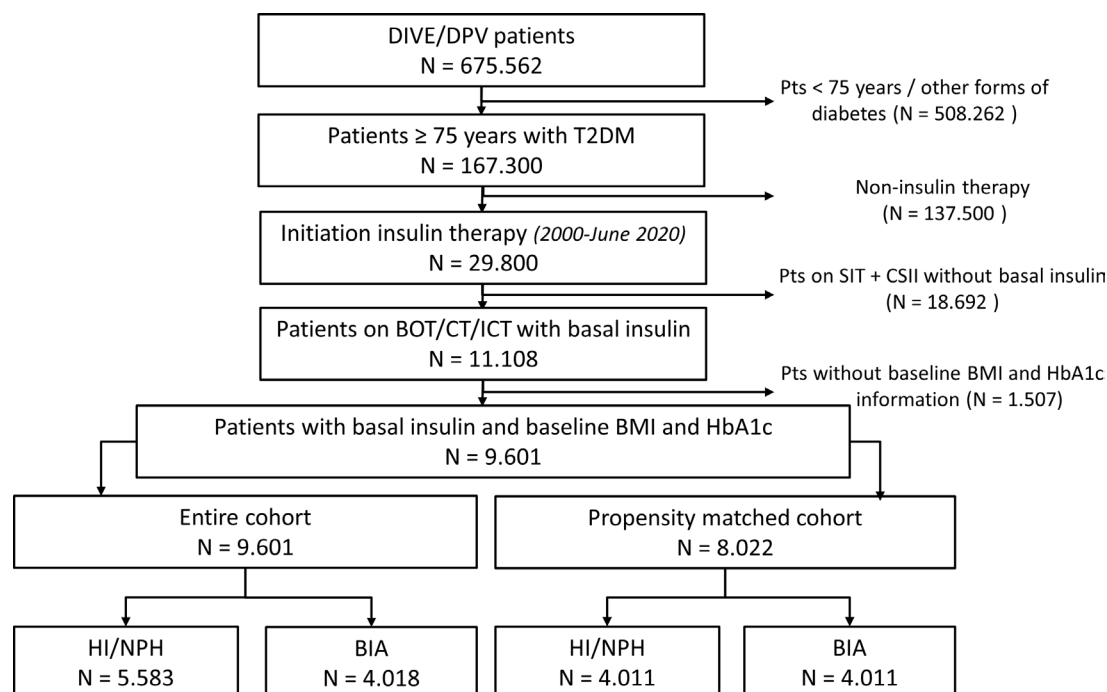 DIVE/DPV patients
N = 675.562
Pts < 75 years / other forms of
diabetes (N = 508.262 )
Patients ≥ 75 years with T2DM
N = 167.300
Non-insulin therapy
(N = 137.500 )
Initiation insulin therapy (2000-June 2020)
N = 29.800
Pts on SIT + CSII without basal insulin
(N = 18.692 )
Patients on BOT/CT/ICT with basal insulin
N = 11.108
Pts without baseline BMI and HbA1c
information (N = 1.507)
Patients with basal insulin and baseline BMI and HbA1c
N = 9.601
Entire cohort
N = 9.601
Propensity matched cohort
N = 8.022
HI/NPH
N = 5.583
BIA
N = 4.018
HI/NPH
N = 4.011
BIA
N = 4.011